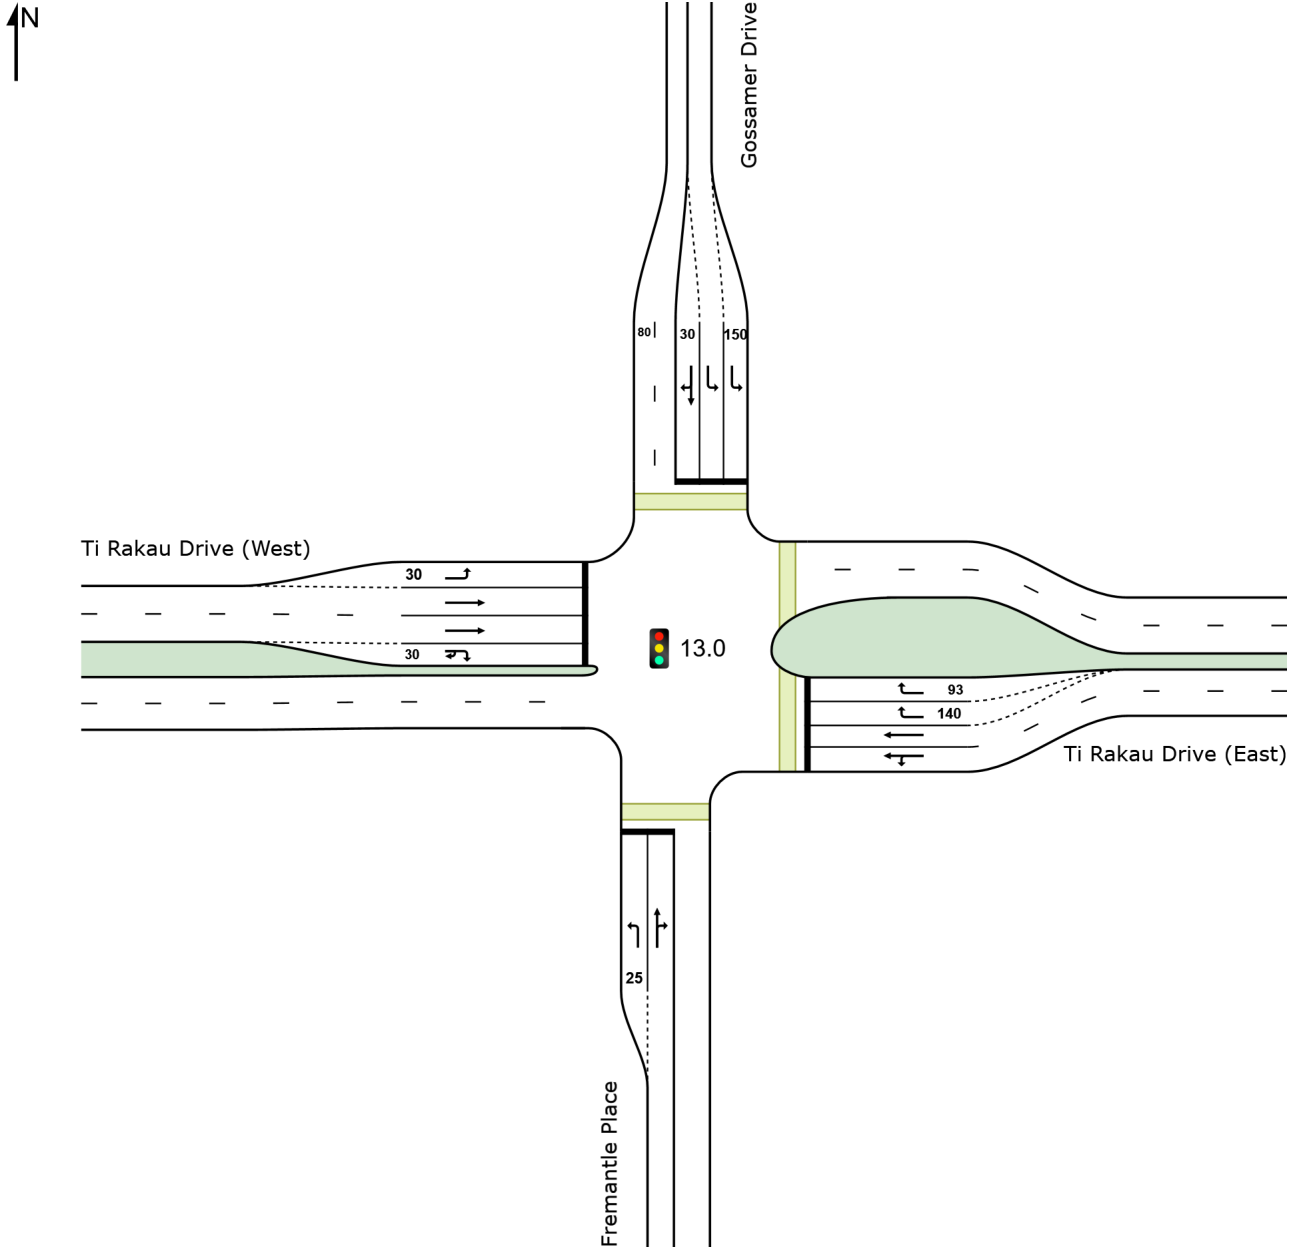 N
Gossamer Drive
80
30
150
Ti Rakau Drive (West)
30
30
13.0
93
140
Ti Rakau Drive (East)
25
Fremantle Place